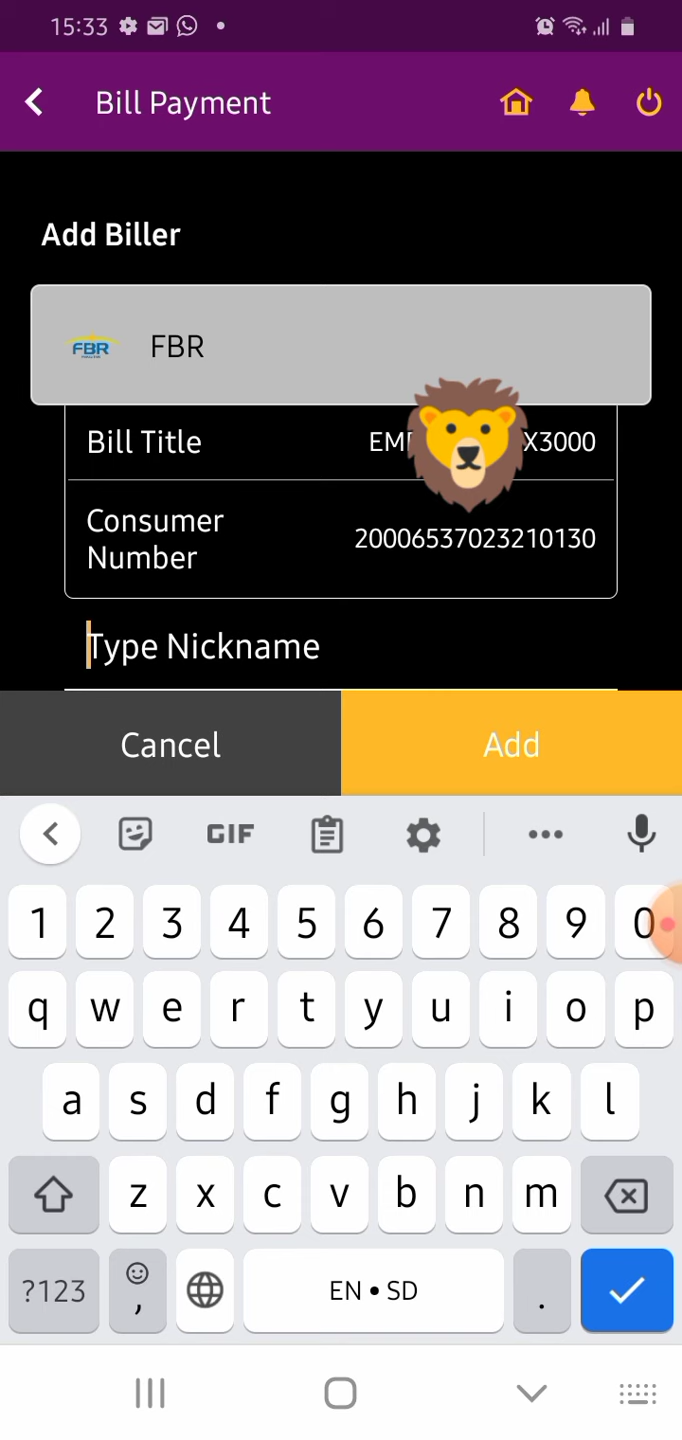 15:33
Bill Payment
Add Biller
FBR FBR
Bill Title EM X3000
Consumer
Number 20006537023210130
Type Nickname
Cancel Add
GIF
1 2 3 4 5 6 7 8 9 0
q w e r t y u i o p
a s d f g h j k l
z x c v b n m
?123 , EN • SD .